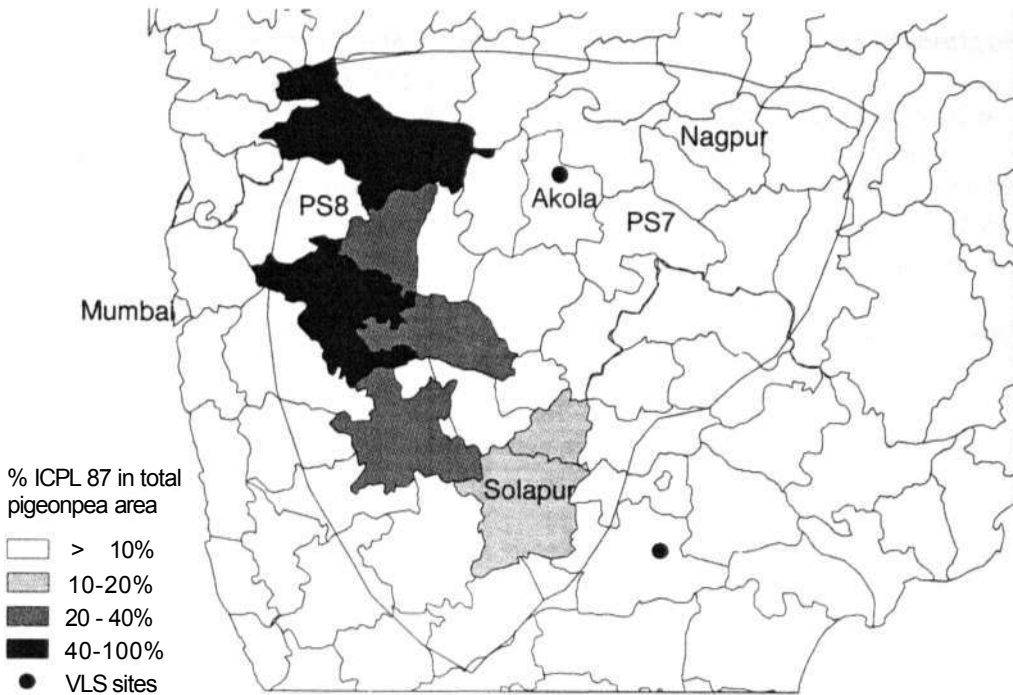 Nagpur
Akola
PS8
PS7
Mumbai
Solapur
% ICPL 87 in total
pigeonpea area
> 10%
10-20%
20 - 40%
40-100%
VLS sites